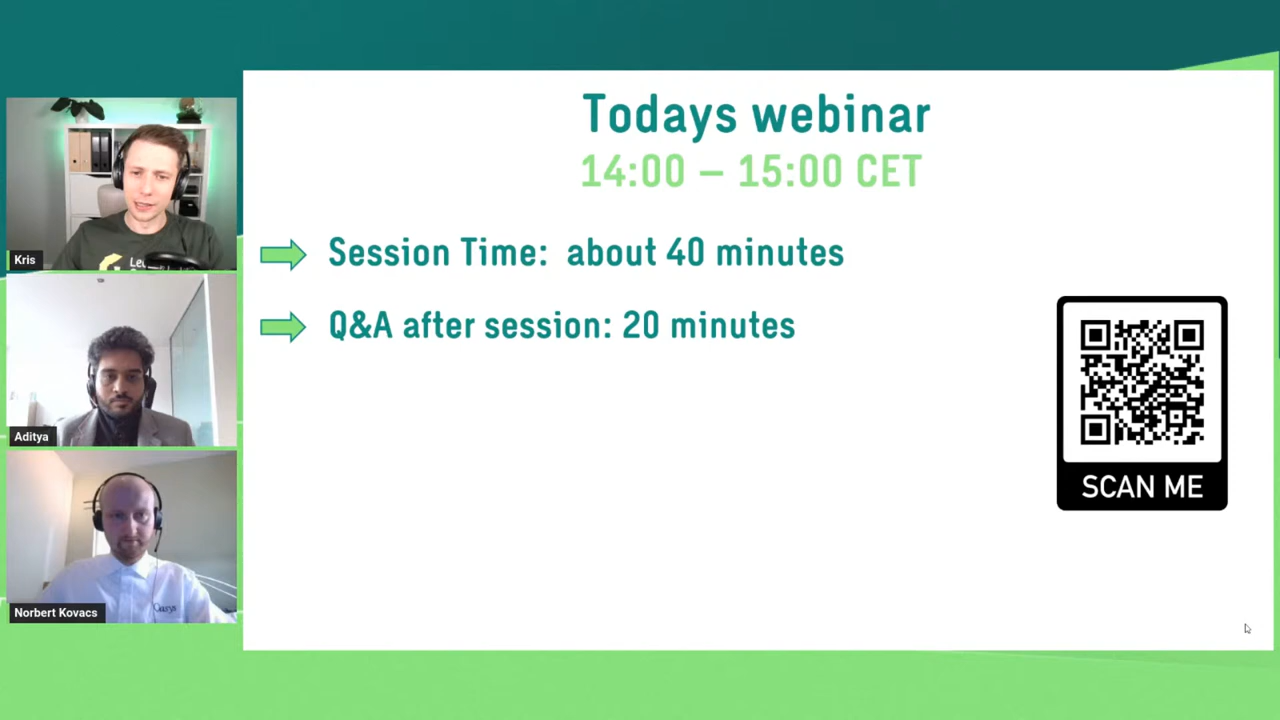 Todays webinar
14:00 – 15:00 CET
Session Time: about 40 minutes
Q&A after session: 20 minutes
SCAN ME
Kris
Aditya
Norbert Kovacs